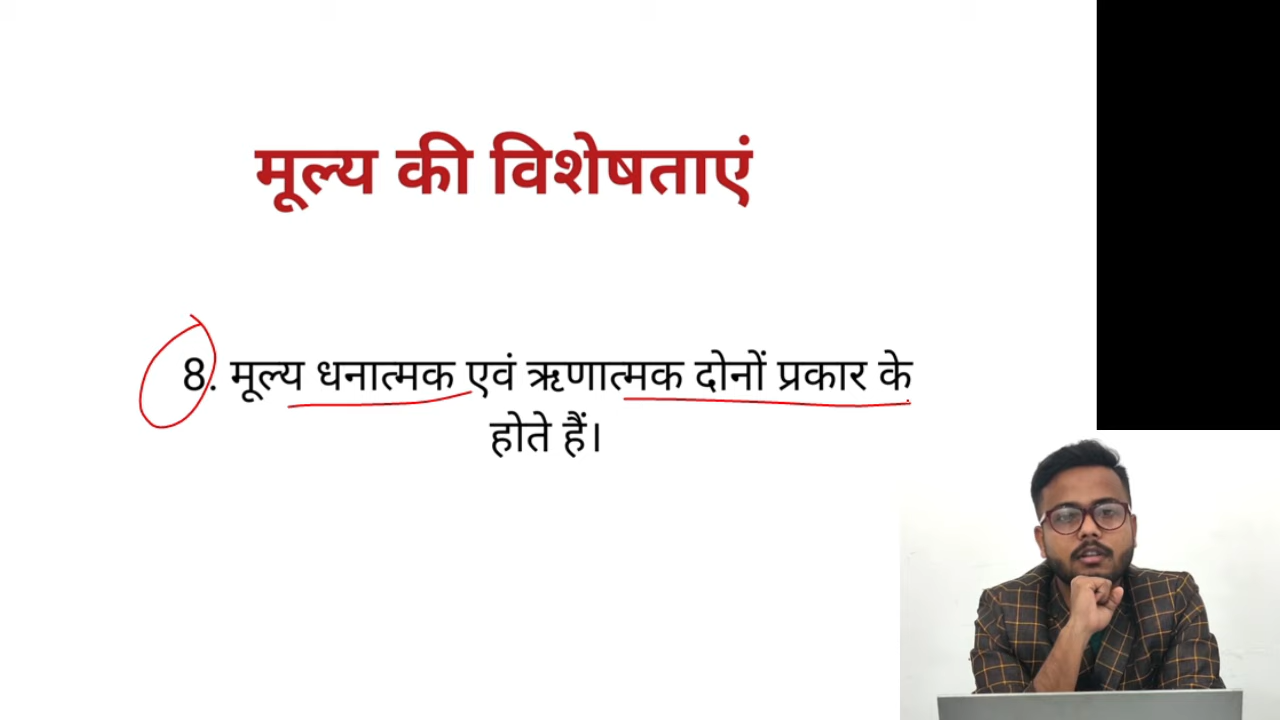 मूल्य की विशेषताएं
8. मूल्य धनात्मक एवं ऋणात्मक दोनों प्रकार के
होते हैं।